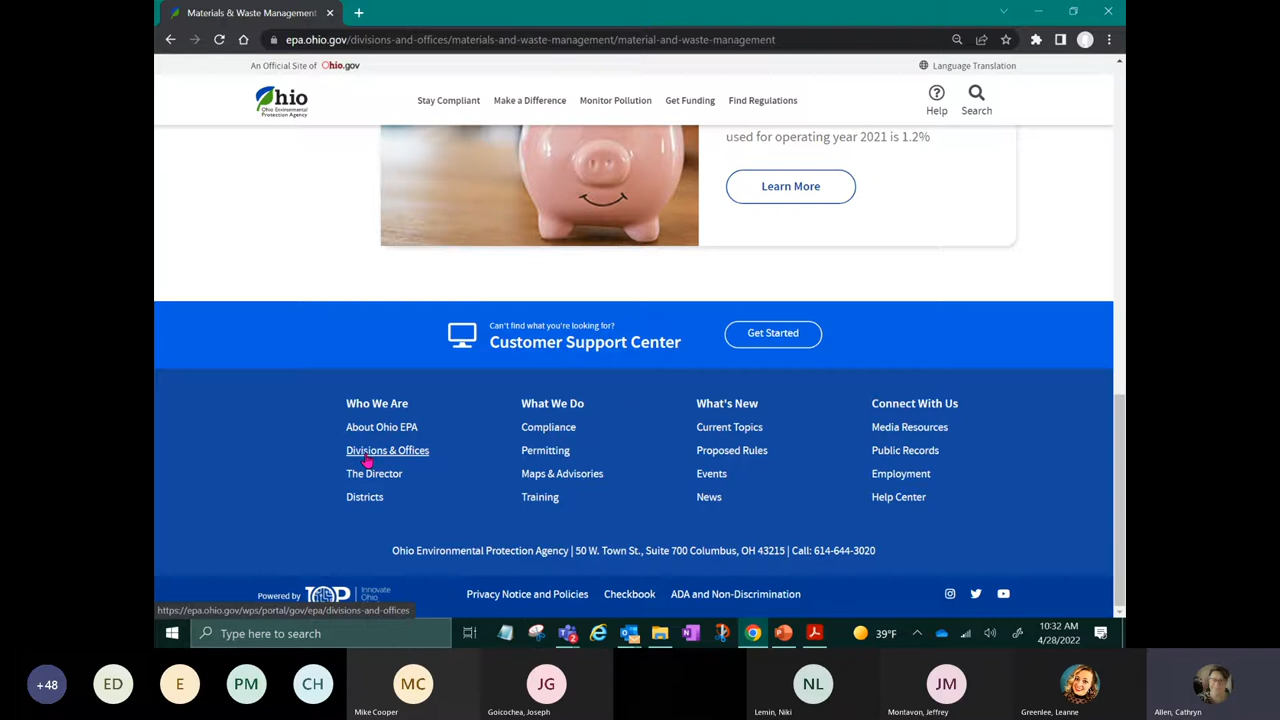 Materials & Waste Management
epa.ohio.gov/divisions-and-offices/materials-and-waste-management/material-and-waste-management
An Official Site of Ohio.gov
Language Translation
Ohio
Ohio Environmental
Protection Agency
Stay Compliant
Make a Difference
Monitor Pollution
Get Funding
Find Regulations
Help
Search
used for operating year 2021 is 1.2%
Learn More
Can't find what you're looking for?
Customer Support Center
Get Started
Who We Are
About Ohio EPA
Divisions & Offices
The Director
Districts
What We Do
Compliance
Permitting
Maps & Advisories
Training
What's New
Current Topics
Proposed Rules
Events
News
Connect With Us
Media Resources
Public Records
Employment
Help Center
Ohio Environmental Protection Agency | 50 W. Town St., Suite 700 Columbus, OH 43215 | Call: 614-644-3020
Powered by
Innovate
Ohio
Privacy Notice and Policies
Checkbook
ADA and Non-Discrimination
https://epa.ohio.gov/wps/portal/gov/epa/divisions-and-offices
Type here to search
39°F
10:32 AM
4/28/2022
+48
ED
E
PM
CH
MC
Mike Cooper
JG
Goicochea, Joseph
NL
Lemin, Niki
JM
Montavon, Jeffrey
Greenlee, Leanne
Allen, Cathryn